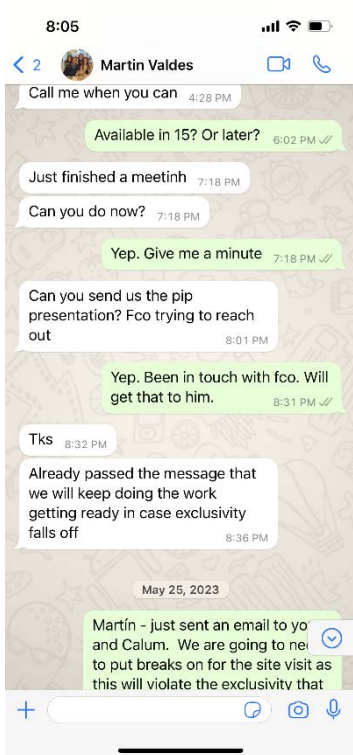 8:05
2
Martin Valdes
Call me when you can 4:28 PM
Available in 15? Or later? 6:02 PM
Just finished a meetinh 7:18 PM
Can you do now? 7:18 PM
Yep. Give me a minute 7:18 PM
Can you send us the pip
presentation? Fco trying to reach
out 8:01 PM
Yep. Been in touch with fco. Will
get that to him. 8:31 PM
Tks 8:32 PM
Already passed the message that
we will keep doing the work
getting ready in case exclusivity
falls off 8:36 PM
May 25, 2023
Martín - just sent an email to yo
and Calum. We are going to ne
to put breaks on for the site visit as
this will violate the exclusivity that